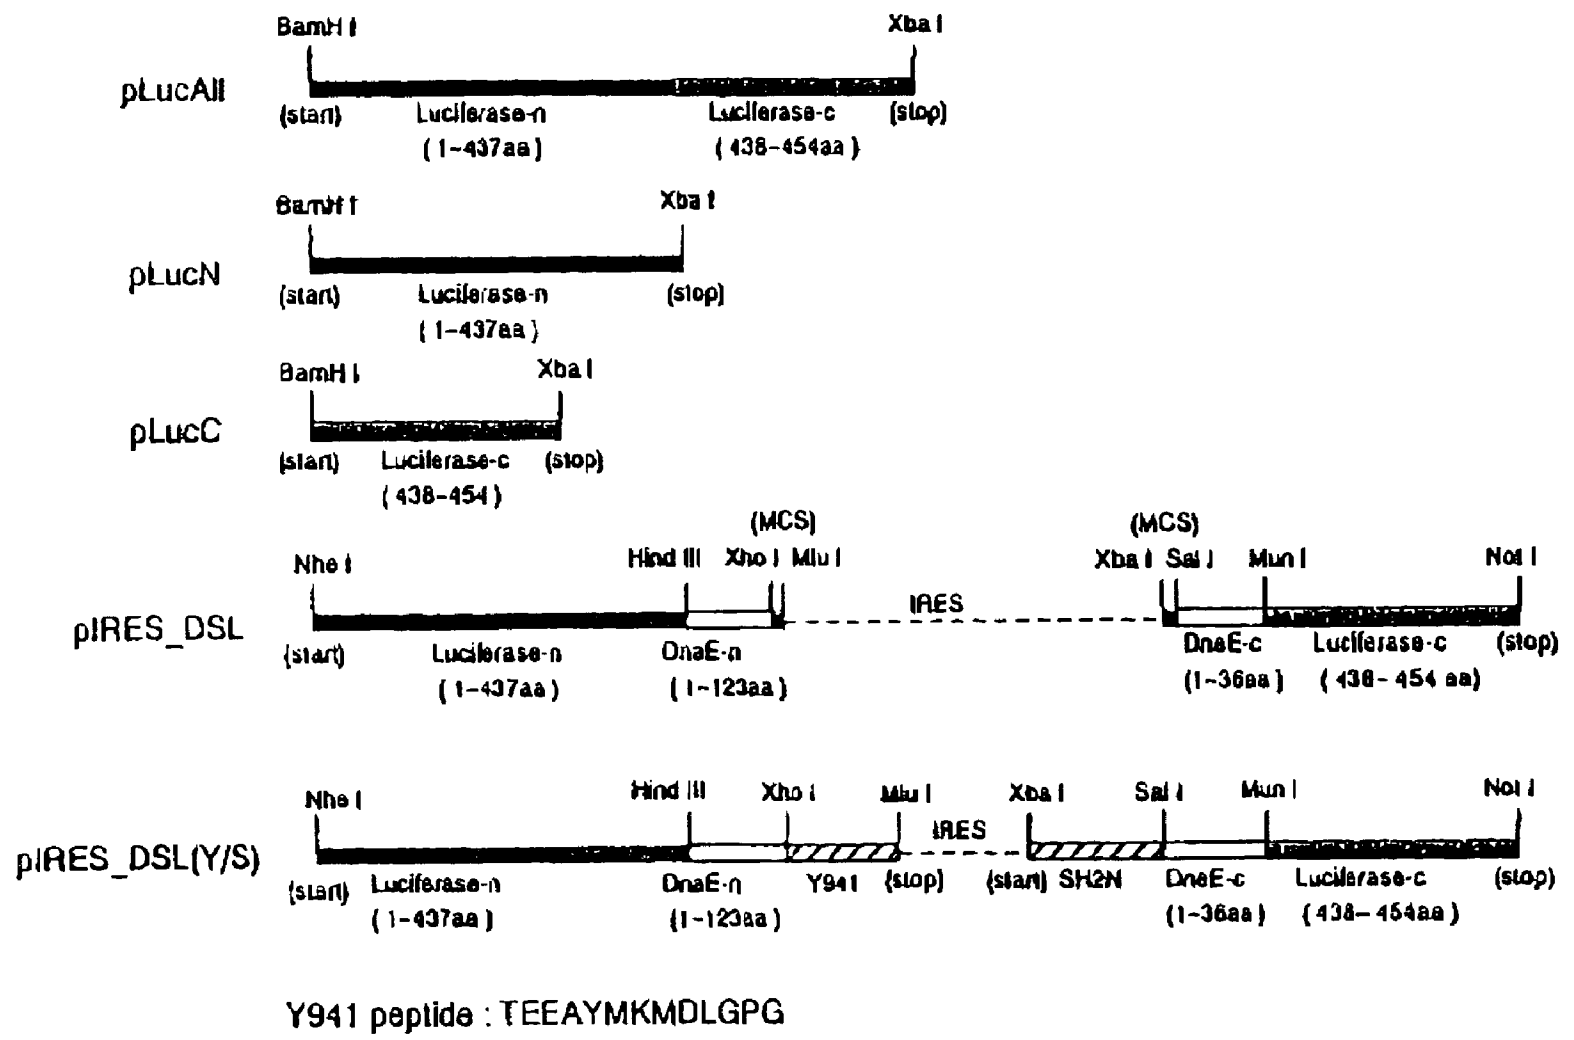 BamH I Xba I
pLucAll
(start) Luciferase-n Luciferase-c (stop)
(1-437aa) (438-454aa)
BamH I Xba I
pLucN
(start) Luciferase-n (stop)
(1-437aa)
BamH I Xba I
pLucC
(start) Luciferase-c (stop)
(438-454)
(MCS) (MCS)
Nhe I Hind III Xho I Mlu I Xba I Sal I Mun I Not I
IRES
pIRES_DSL
(start) Luciferase-n DnaE-n DnaE-c Luciferase-c (stop)
(1-437aa) (1-123aa) (1-36aa) (438-454 aa)
Nhe I Hind III Xho I Mlu I Xba I Sal I Mun I Not I
IRES
pIRES_DSL(Y/S)
(start) Luciferase-n DnaE-n Y941 (stop) (start) SH2N DnaE-c Luciferase-c (stop)
(1-437aa) (1-123aa) (1-36aa) (438-454aa)
Y941 peptide : TEEAYMKMDLGPG